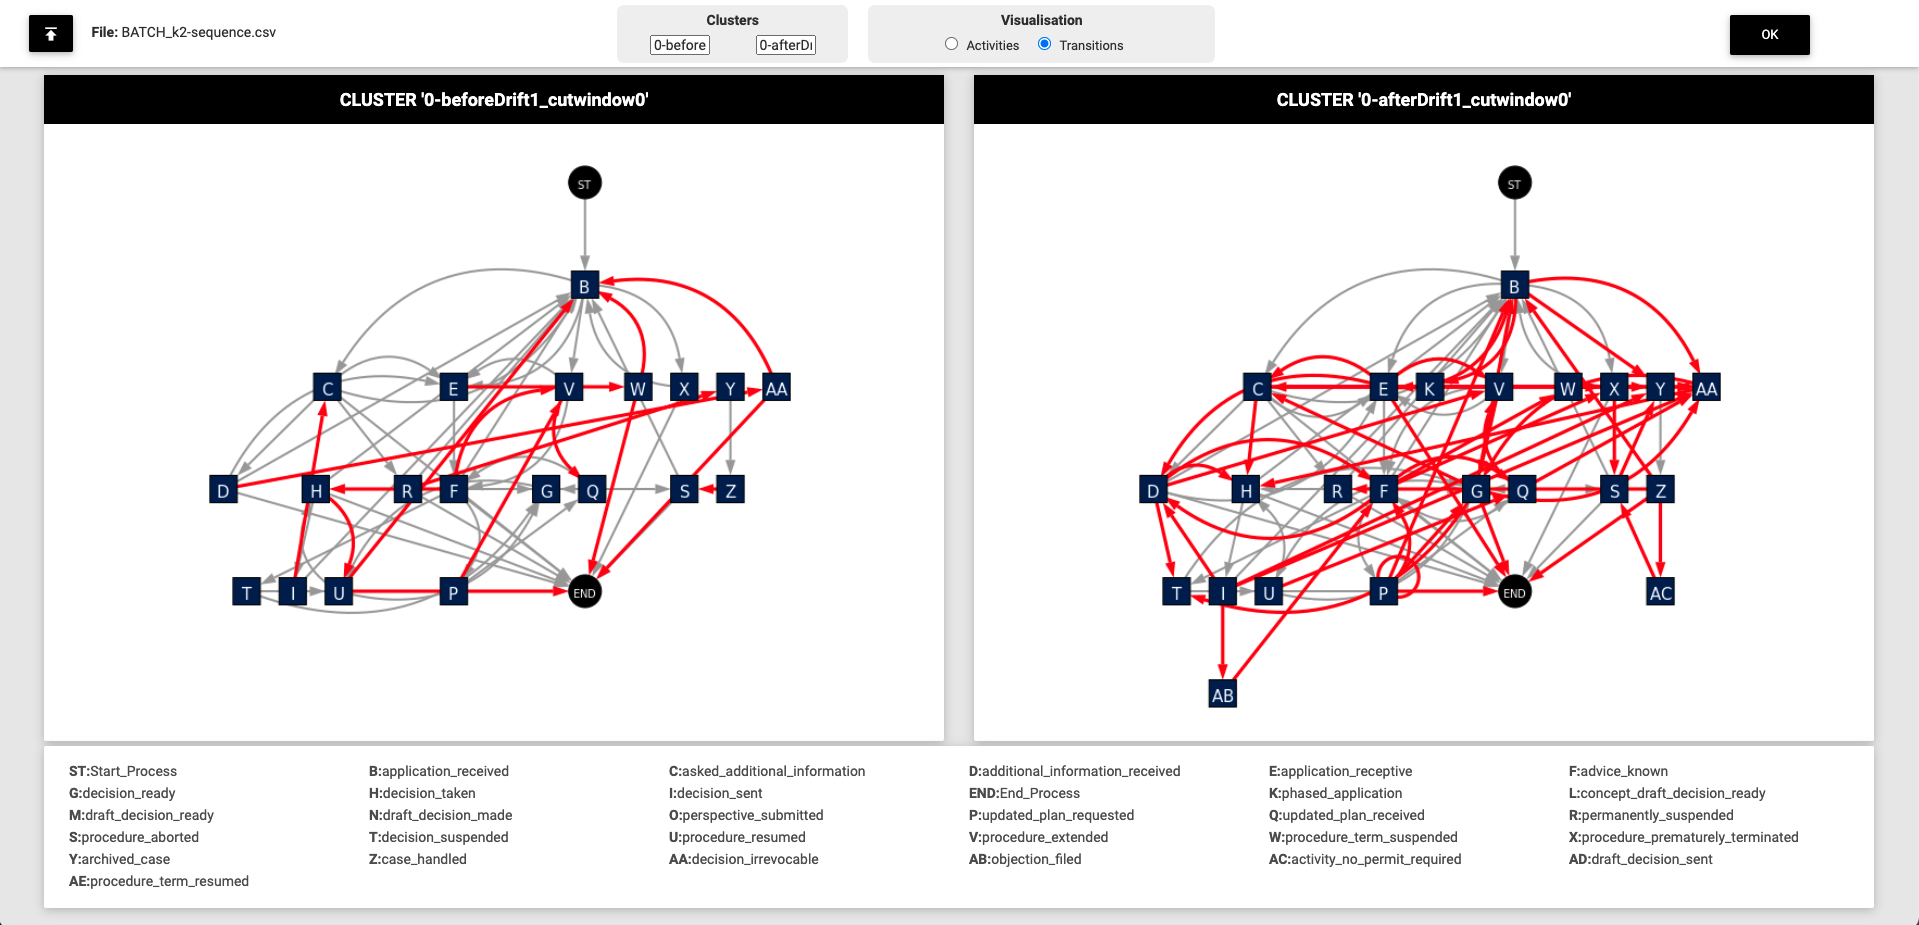 File: BATCH_k2-sequence.csv
Clusters
0-before
0-afterD
Visualisation
Activities
Transitions
OK
CLUSTER '0-beforeDrift1_cutwindow0'
ST
B
C
E
V
W
X
Y
AA
D
H
R
F
G
Q
S
Z
T
I
U
P
END
CLUSTER '0-afterDrift1_cutwindow0'
ST
B
C
E
K
V
W
X
Y
AA
D
H
R
F
G
Q
S
Z
T
I
U
P
END
AC
AB
ST:Start_Process
B:application_received
C:asked_additional_information
D:additional_information_received
E:application_receptive
F:advice_known
G:decision_ready
H:decision_taken
I:decision_sent
END:End_Process
K:phased_application
L:concept_draft_decision_ready
M:draft_decision_ready
N:draft_decision_made
O:perspective_submitted
P:updated_plan_requested
Q:updated_plan_received
R:permanently_suspended
S:procedure_aborted
T:decision_suspended
U:procedure_resumed
V:procedure_extended
W:procedure_term_suspended
X:procedure_prematurely_terminated
Y:archived_case
Z:case_handled
AA:decision_irrevocable
AB:objection_filed
AC:activity_no_permit_required
AD:draft_decision_sent
AE:procedure_term_resumed